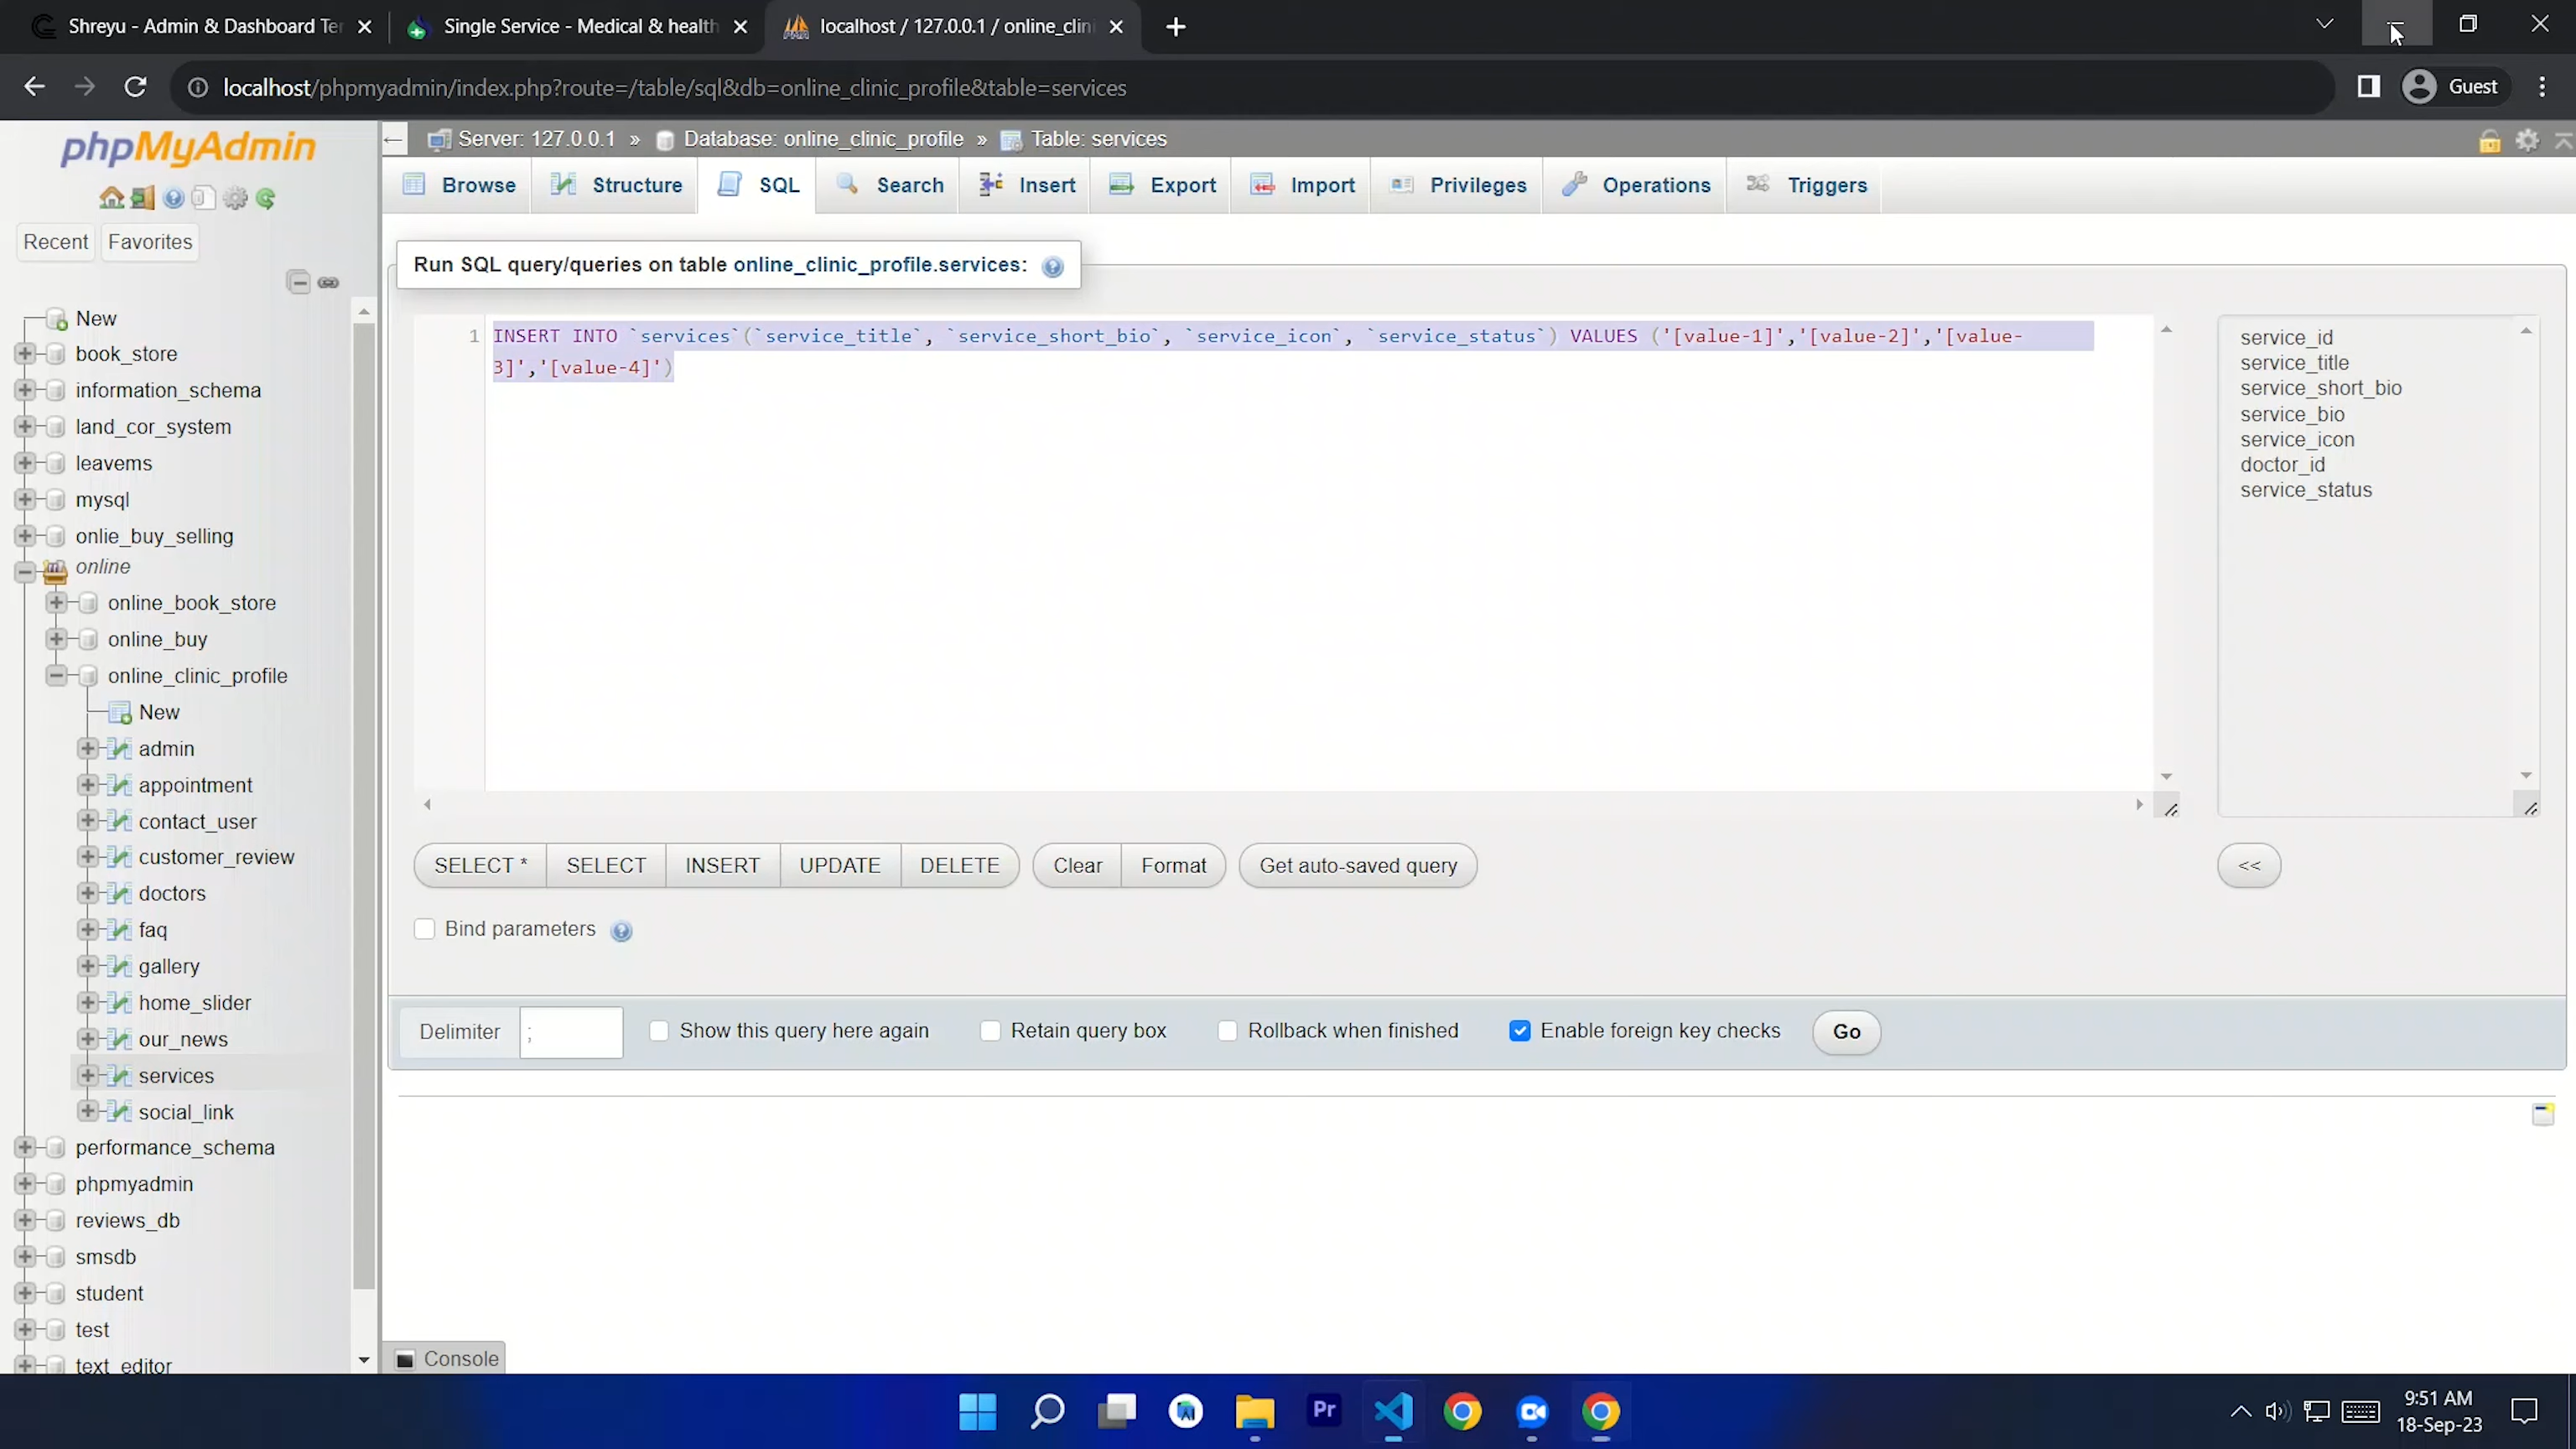 Shreyu - Admin & Dashboard Ter
Single Service - Medical & health
localhost / 127.0.0.1 / online_clini
localhost/phpmyadmin/index.php?route=/table/sql&db=online_clinic_profile&table=services
Guest
phpMyAdmin
Server: 127.0.0.1 » Database: online_clinic_profile » Table: services
Browse Structure SQL Search Insert Export Import Privileges Operations Triggers
Recent Favorites
Run SQL query/queries on table online_clinic_profile.services:
1 INSERT INTO `services`(`service_title`, `service_short_bio`, `service_icon`, `service_status`) VALUES ('[value-1]','[value-2]','[value-
3]','[value-4]')
service_id
service_title
service_short_bio
service_bio
service_icon
doctor_id
service_status
New
book_store
information_schema
land_cor_system
leavems
mysql
onlie_buy_selling
online
online_book_store
online_buy
online_clinic_profile
New
admin
appointment
contact_user
customer_review
doctors
faq
gallery
home_slider
our_news
services
social_link
performance_schema
phpmyadmin
reviews_db
smsdb
student
test
text_editor
SELECT * SELECT INSERT UPDATE DELETE Clear Format Get auto-saved query <<
Bind parameters
Delimiter ; Show this query here again Retain query box Rollback when finished Enable foreign key checks Go
Console
Pr
9:51 AM
18-Sep-23